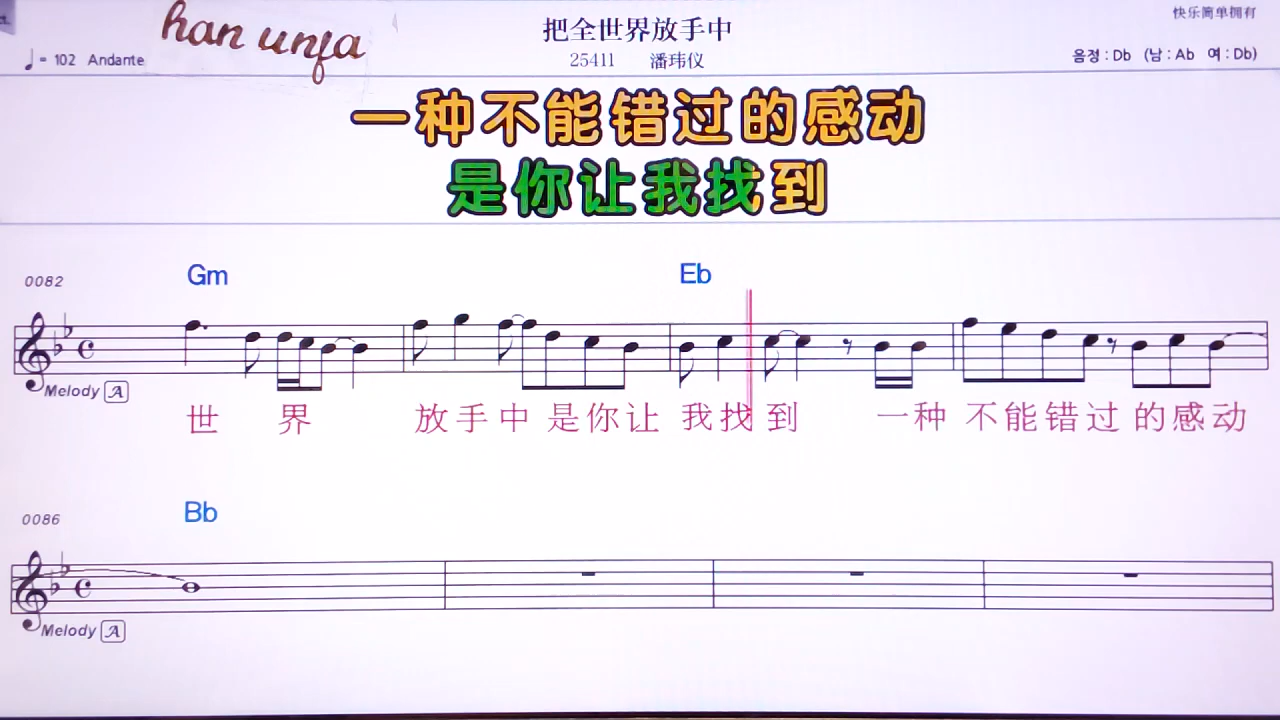 han unja
快乐简单拥有
把全世界放手中
= 102 Andante
25411 潘玮仪
음정 : Db (남 : Ab 여 : Db)
一种不能错过的感动
是你让我找到
0082
Gm
Eb
Melody A
世 界 放手中 是你让 我找到 一种 不能错过 的感动
0086
Bb
Melody A